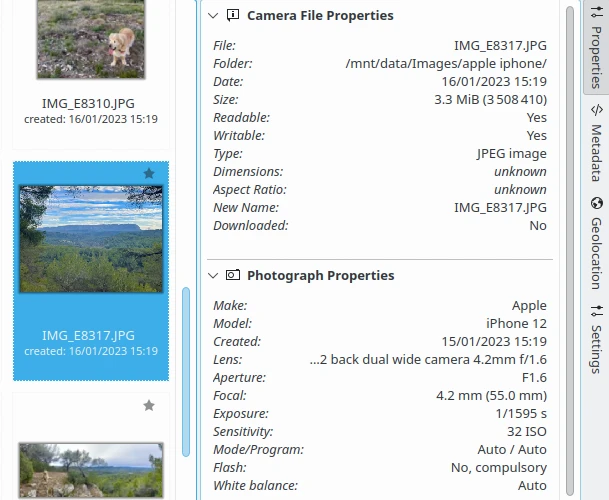 IMG_E8310.JPG
created: 16/01/2023 15:19
IMG_E8317.JPG
created: 16/01/2023 15:19
Camera File Properties
File: IMG_E8317.JPG
Folder: /mnt/data/Images/apple iphone/
Date: 16/01/2023 15:19
Size: 3.3 MiB (3 508 410)
Readable: Yes
Writable: Yes
Type: JPEG image
Dimensions: unknown
Aspect Ratio: unknown
New Name: IMG_E8317.JPG
Downloaded: No
Photograph Properties
Make: Apple
Model: iPhone 12
Created: 15/01/2023 15:19
Lens: ...2 back dual wide camera 4.2mm f/1.6
Aperture: F1.6
Focal: 4.2 mm (55.0 mm)
Exposure: 1/1595 s
Sensitivity: 32 ISO
Mode/Program: Auto / Auto
Flash: No, compulsory
White balance: Auto
Properties
Metadata
Geolocation
Settings